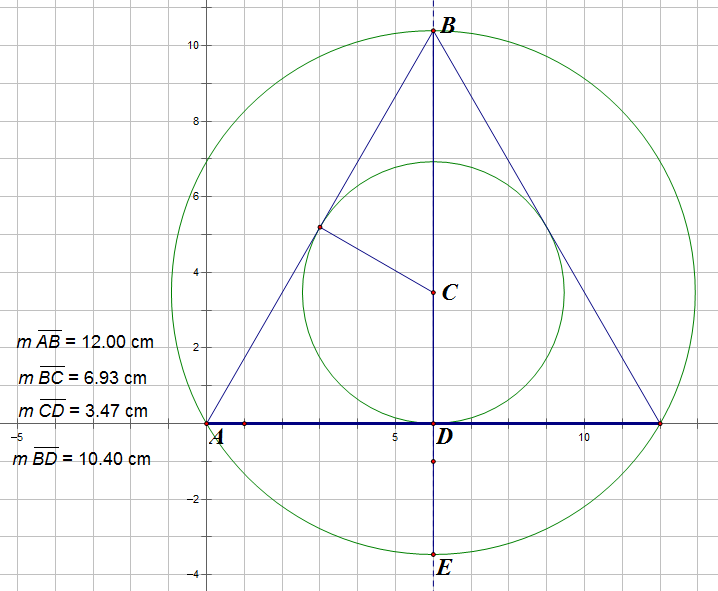 B
10
8
6
4
C
m AB = 12.00 cm
2
m BC = 6.93 cm
m CD = 3.47 cm
−5
A
5
D
10
m BD = 10.40 cm
−2
E
−4